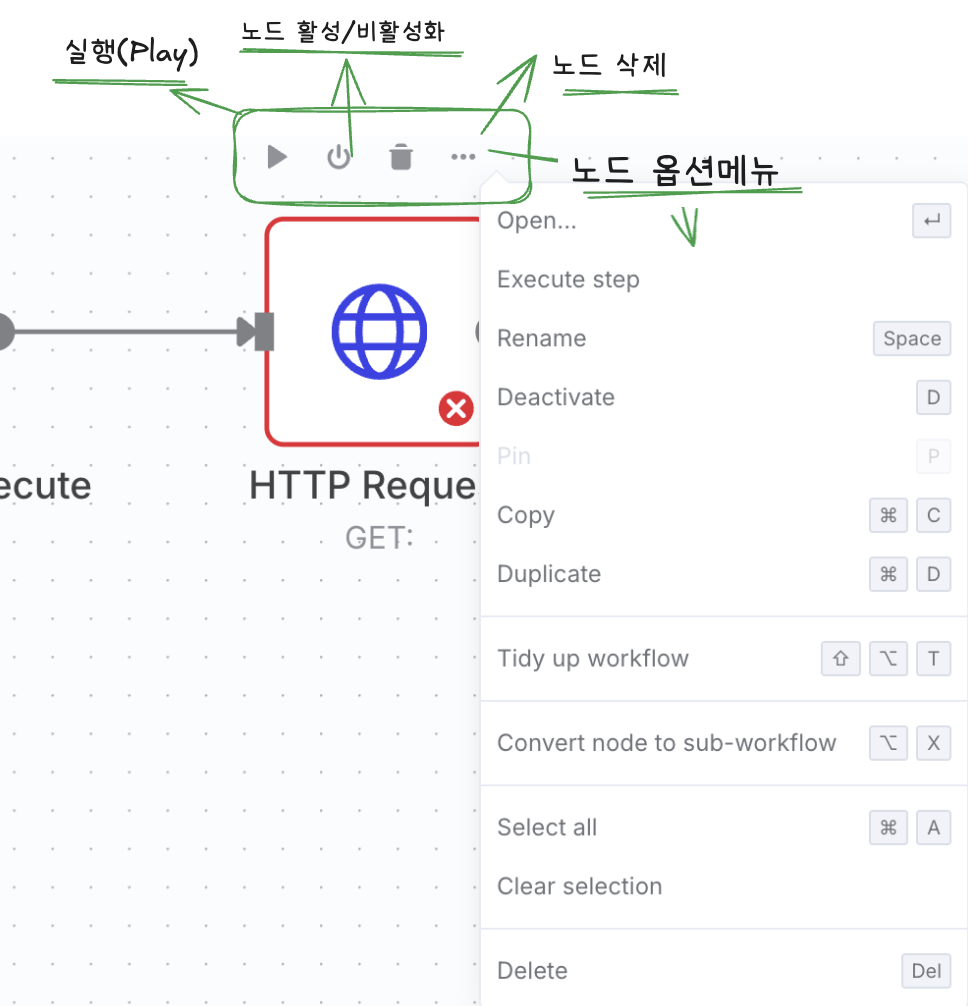 노드 활성/비활성화
실행(Play)
노드 삭제
노드 옵션메뉴
Open... ↵
Execute step
Rename Space
Deactivate D
Pin P
Copy ⌘ C
Duplicate ⌘ D
Tidy up workflow ⇧ ⌥ T
Convert node to sub-workflow ⌥ X
Select all ⌘ A
Clear selection
Delete Del
ecute
HTTP Reque
GET: